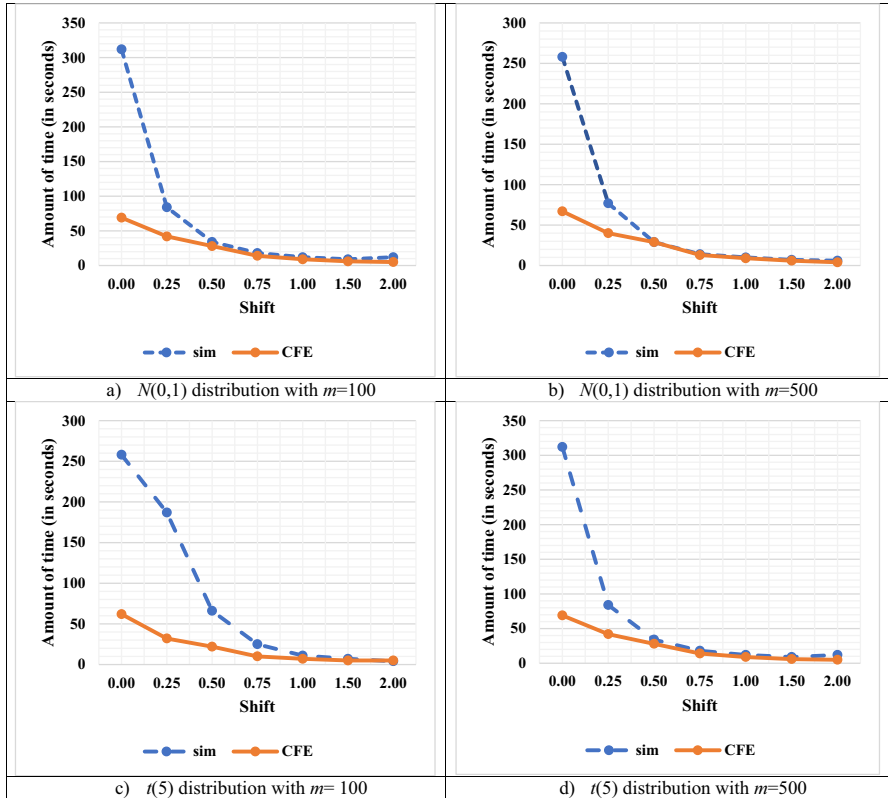 350
300
250
200
150
100
50
0
Amount of time (in seconds)
0.00 0.25 0.50 0.75 1.00 1.50 2.00
Shift
sim CFE
a) N(0,1) distribution with m=100
300
250
200
150
100
50
0
Amount of time (in seconds)
0.00 0.25 0.50 0.75 1.00 1.50 2.00
Shift
sim CFE
b) N(0,1) distribution with m=500
300
250
200
150
100
50
0
Amount of time (in seconds)
0.00 0.25 0.50 0.75 1.00 1.50 2.00
Shift
sim CFE
c) t(5) distribution with m= 100
350
300
250
200
150
100
50
0
Amount of time (in seconds)
0.00 0.25 0.50 0.75 1.00 1.50 2.00
Shift
sim CFE
d) t(5) distribution with m=500